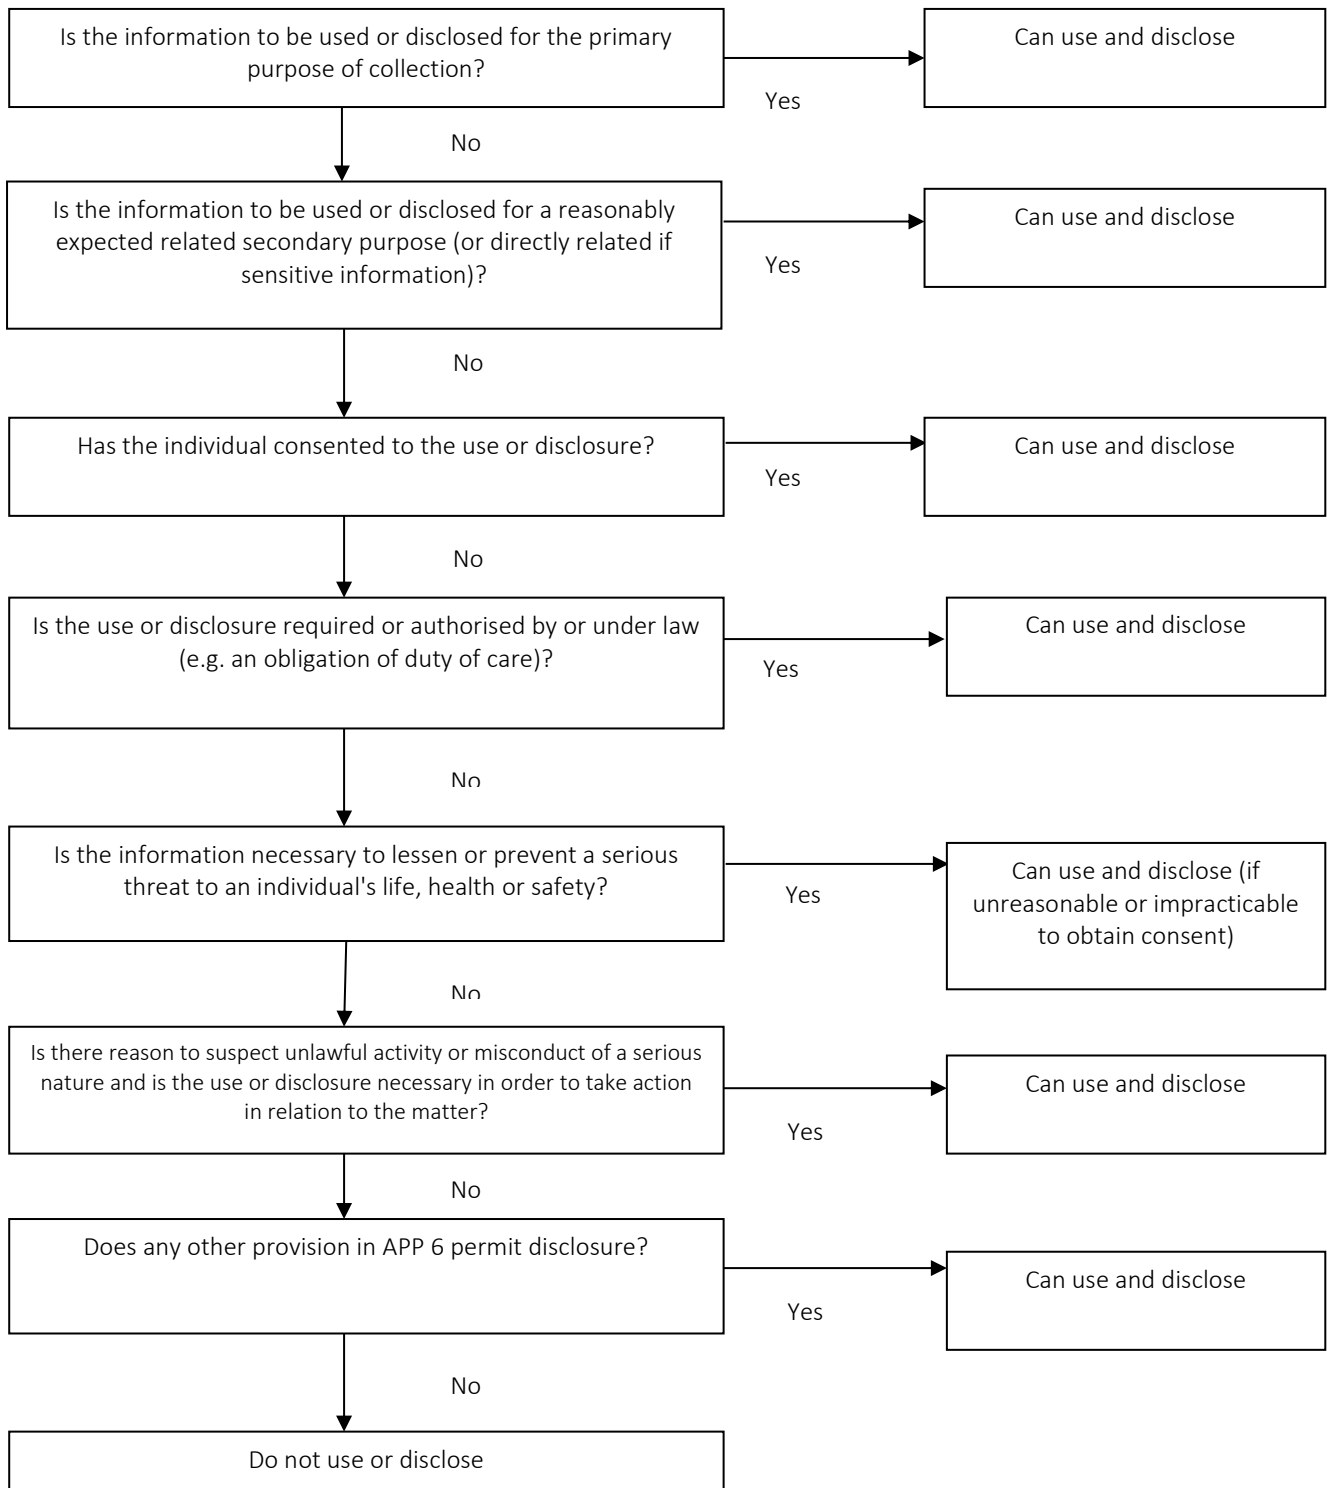 Is the information to be used or disclosed for the primary
purpose of collection?
Can use and disclose
Yes
No
Is the information to be used or disclosed for a reasonably
expected related secondary purpose (or directly related if
sensitive information)?
Can use and disclose
Yes
No
Has the individual consented to the use or disclosure?
Can use and disclose
Yes
No
Is the use or disclosure required or authorised by or under law
(e.g. an obligation of duty of care)?
Can use and disclose
Yes
No
Is the information necessary to lessen or prevent a serious
threat to an individual's life, health or safety?
Can use and disclose (if
unreasonable or impracticable
to obtain consent)
Yes
No
Is there reason to suspect unlawful activity or misconduct of a serious
nature and is the use or disclosure necessary in order to take action
in relation to the matter?
Can use and disclose
Yes
No
Does any other provision in APP 6 permit disclosure?
Can use and disclose
Yes
No
Do not use or disclose